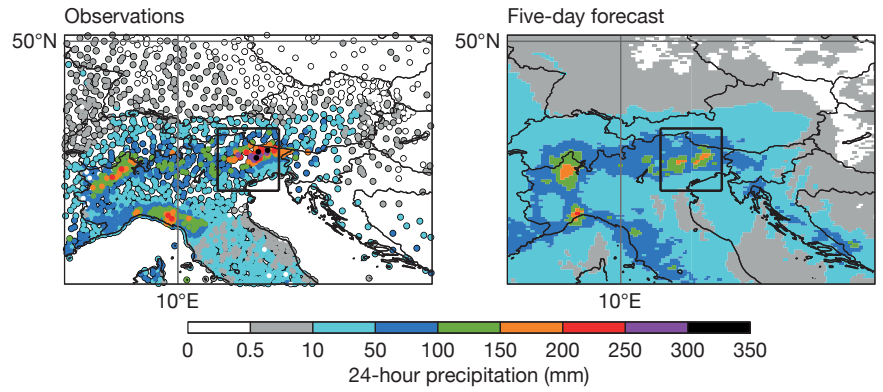 Observations
Five-day forecast
50°N
50°N
10°E
10°E
0 0.5 10 50 100 150 200 250 300 350
24-hour precipitation (mm)